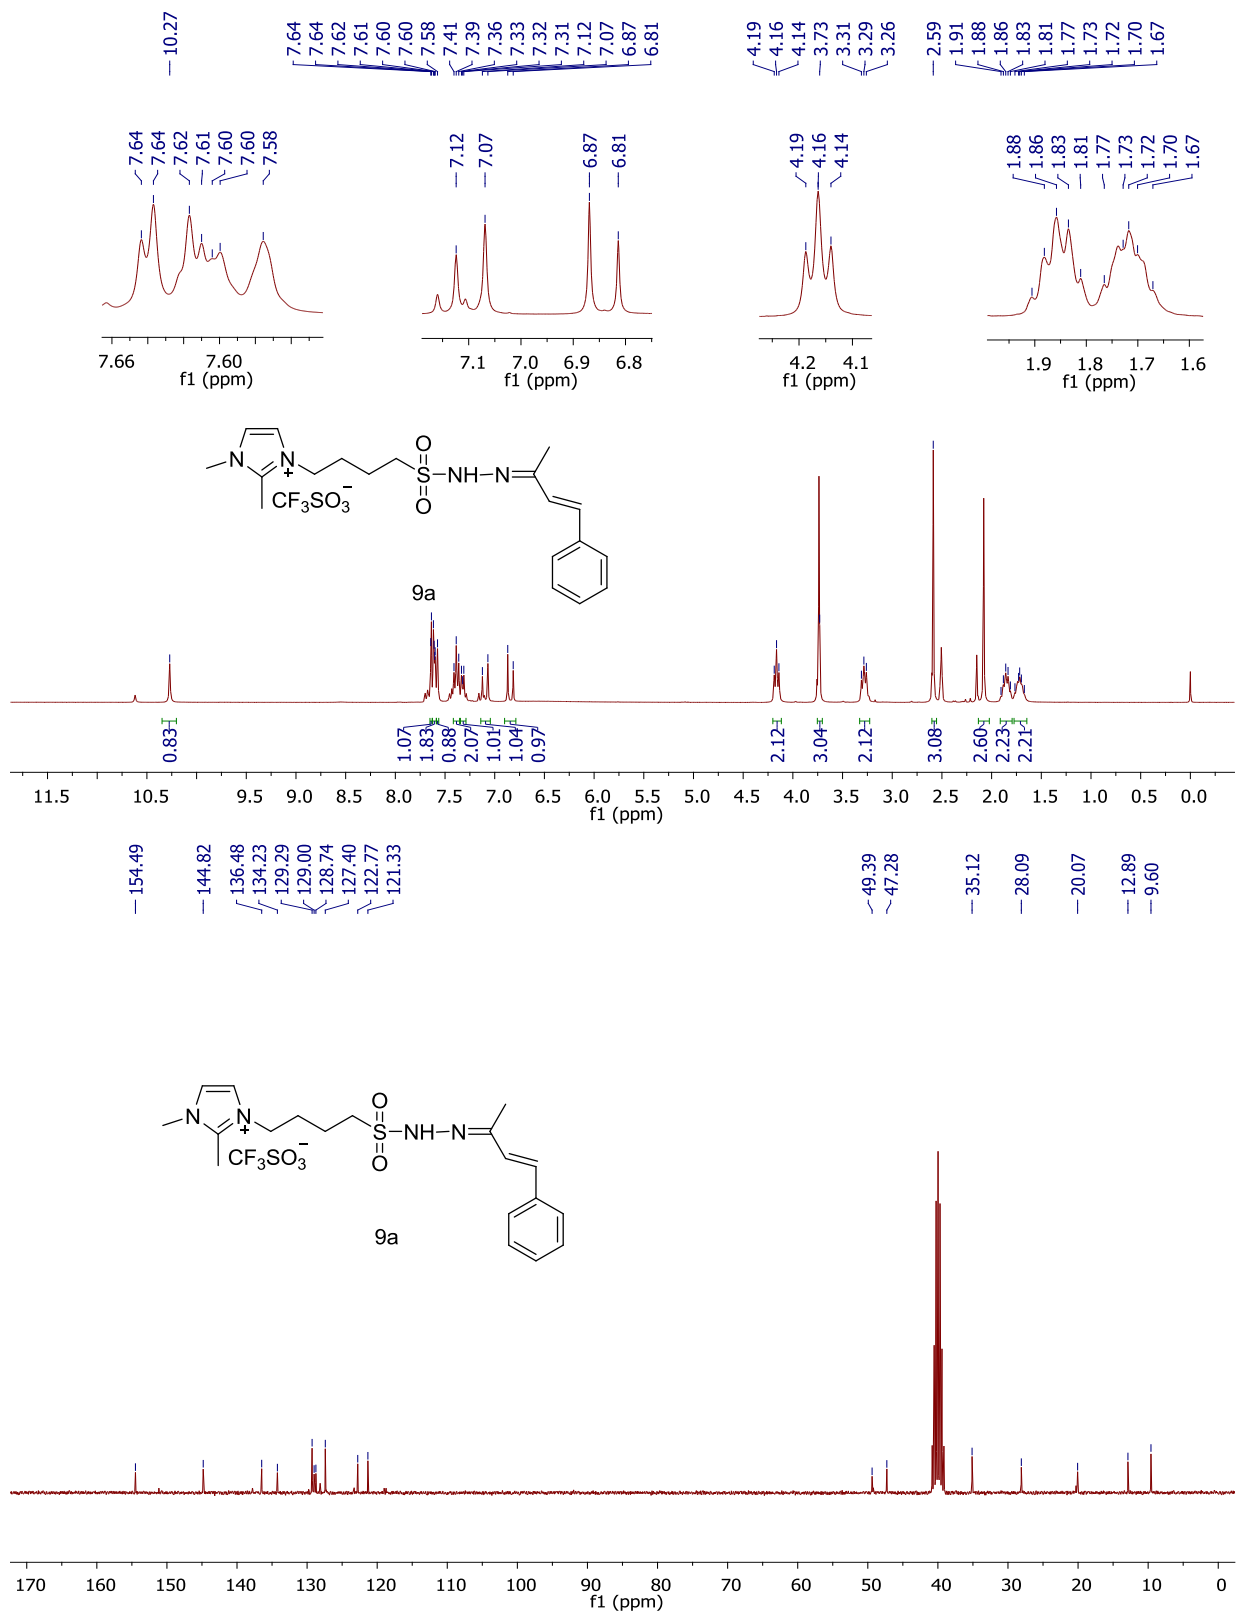 10.27 7.64 7.64 7.62 7.61 7.60 7.60 7.58 7.41 7.39 7.36 7.33 7.32 7.31 7.12 7.07 6.87 6.81 4.19 4.16 4.14 3.73 3.31 3.29 3.26 2.59 1.91 1.88 1.86 1.83 1.81 1.77 1.73 1.72 1.70 1.67
7.64 7.64 7.62 7.61 7.60 7.60 7.58
7.12 7.07 6.87 6.81
4.19 4.16 4.14
1.88 1.86 1.83 1.81 1.77 1.73 1.72 1.70 1.67
7.66 7.60
f1 (ppm)
7.1 7.0 6.9 6.8
f1 (ppm)
4.2 4.1
f1 (ppm)
1.9 1.8 1.7 1.6
f1 (ppm)
N N + CF3SO3− O S O NH N
9a
0.83 1.07 1.83 0.88 2.07 1.01 1.04 0.97 2.12 3.04 2.12 3.08 2.60 2.23 2.21
11.5 10.5 9.5 9.0 8.5 8.0 7.5 7.0 6.5 6.0 5.5 5.0 4.5 4.0 3.5 3.0 2.5 2.0 1.5 1.0 0.5 0.0
f1 (ppm)
154.49 144.82 136.48 134.23 129.29 129.00 128.74 127.40 122.77 121.33 49.39 47.28 35.12 28.09 20.07 12.89 9.60
N N + CF3SO3− O S O NH N
9a
170 160 150 140 130 120 110 100 90 80 70 60 50 40 30 20 10 0
f1 (ppm)